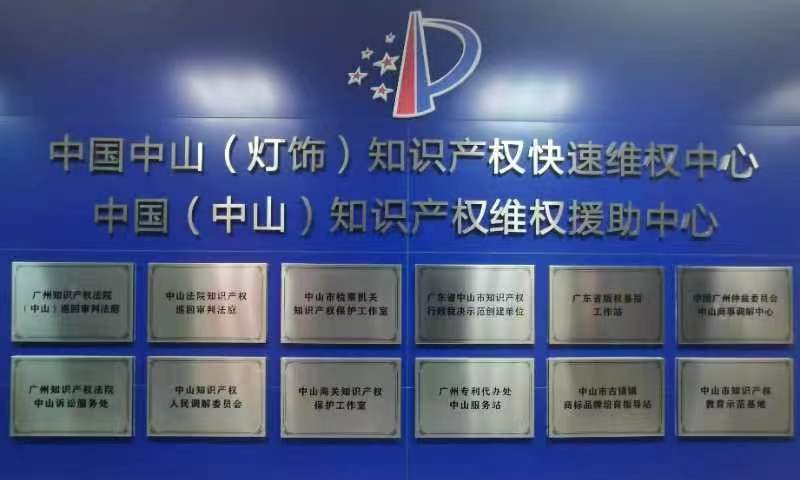 中国中山（灯饰）知识产权快速维权中心
中国（中山）知识产权维权援助中心
广州知识产权法院
（中山）巡回审判法庭
中山法院知识产权
巡回审判法庭
中山市检察机关
知识产权保护工作室
广东省中山市知识产权
行政裁决示范创建单位
广东省版权基层
工作站
中国广州仲裁委员会
中山商事调解中心
广州知识产权法院
中山诉讼服务处
中山知识产权
人民调解委员会
中山海关知识产权
保护工作室
广州专利代办处
中山服务站
中山市古镇镇
商标品牌培育指导站
中山市知识产权
教育示范基地